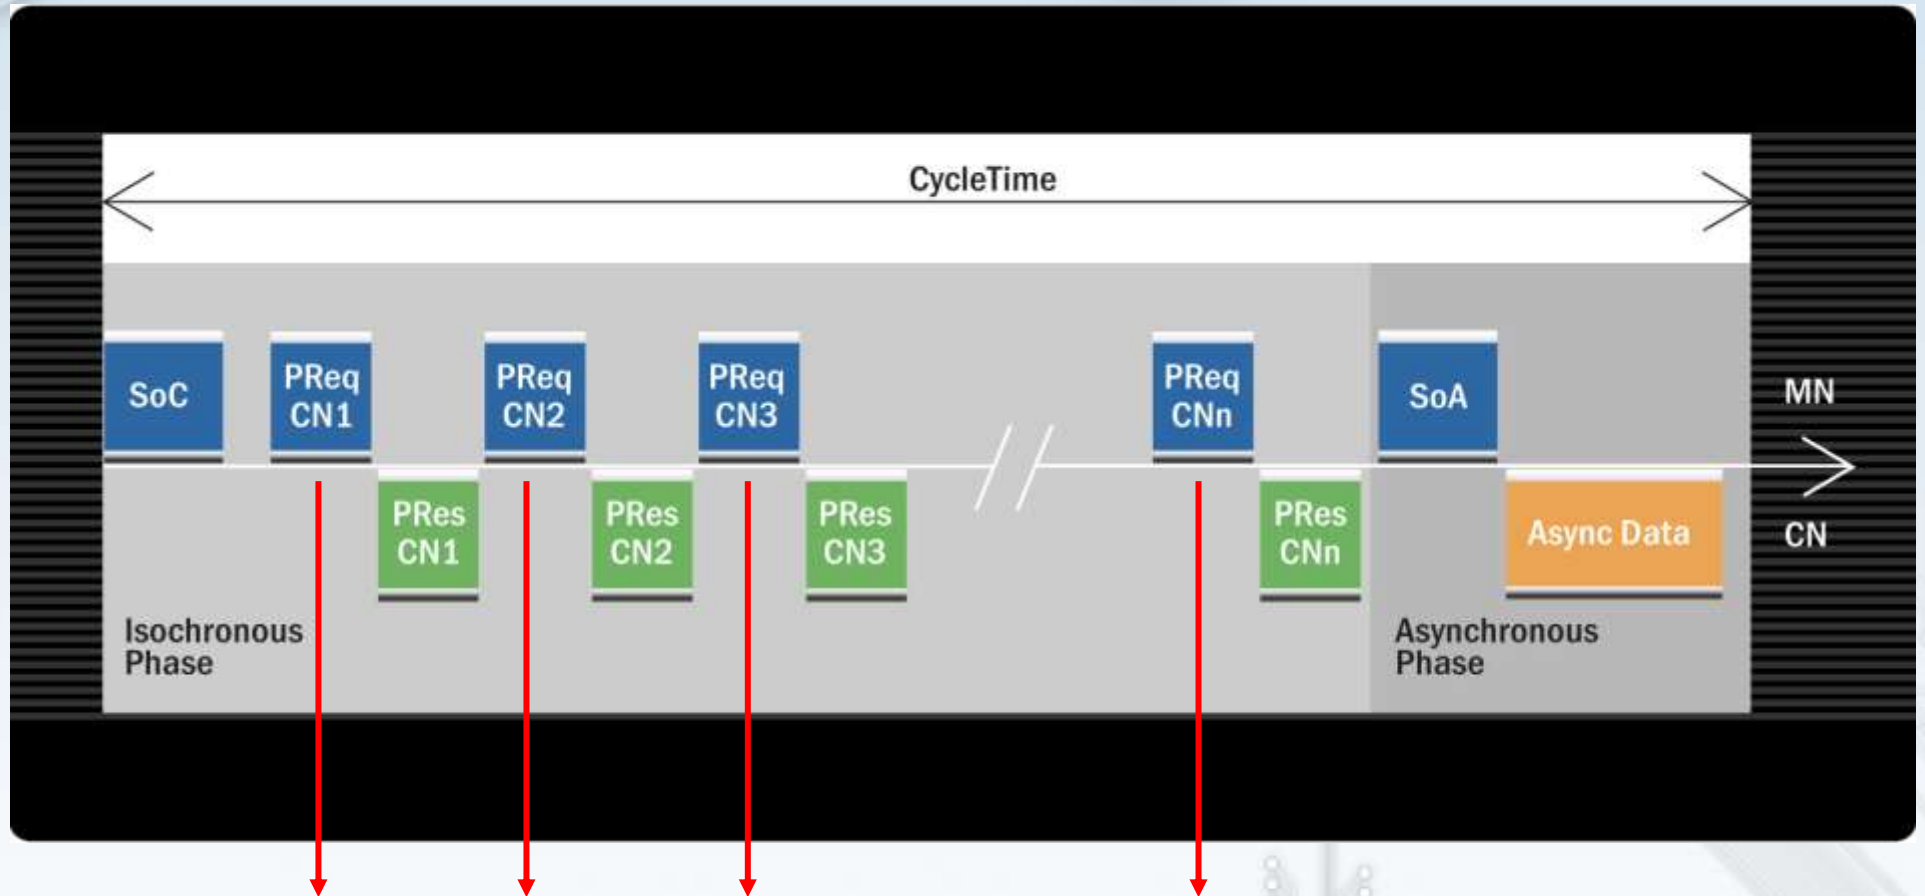 CycleTime
SoC
PReq
CN1
PReq
CN2
PReq
CN3
PReq
CNn
SoA
MN
PRes
CN1
PRes
CN2
PRes
CN3
PRes
CNn
Async Data
CN
Isochronous
Phase
Asynchronous
Phase